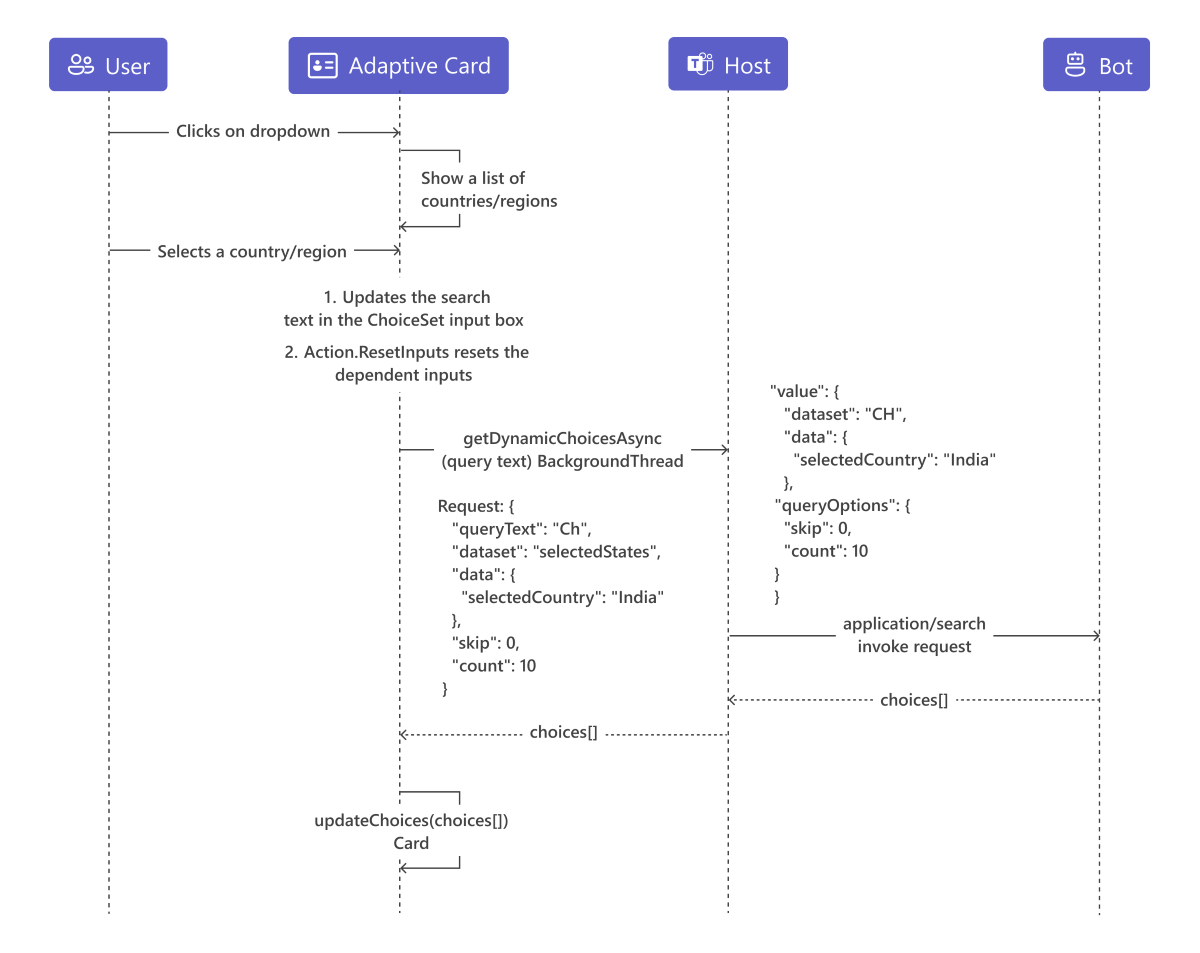 User
Adaptive Card
Host
Bot
Clicks on dropdown
Show a list of
countries/regions
Selects a country/region
1. Updates the search
text in the ChoiceSet input box
2. Action.ResetInputs resets the
dependent inputs
getDynamicChoicesAsync
(query text) BackgroundThread
Request: {
"queryText": "Ch",
"dataset": "selectedStates",
"data": {
"selectedCountry": "India"
},
"skip": 0,
"count": 10
}
"value": {
"dataset": "CH",
"data": {
"selectedCountry": "India"
},
"queryOptions": {
"skip": 0,
"count": 10
}
}
application/search
invoke request
choices[]
choices[]
updateChoices(choices[])
Card